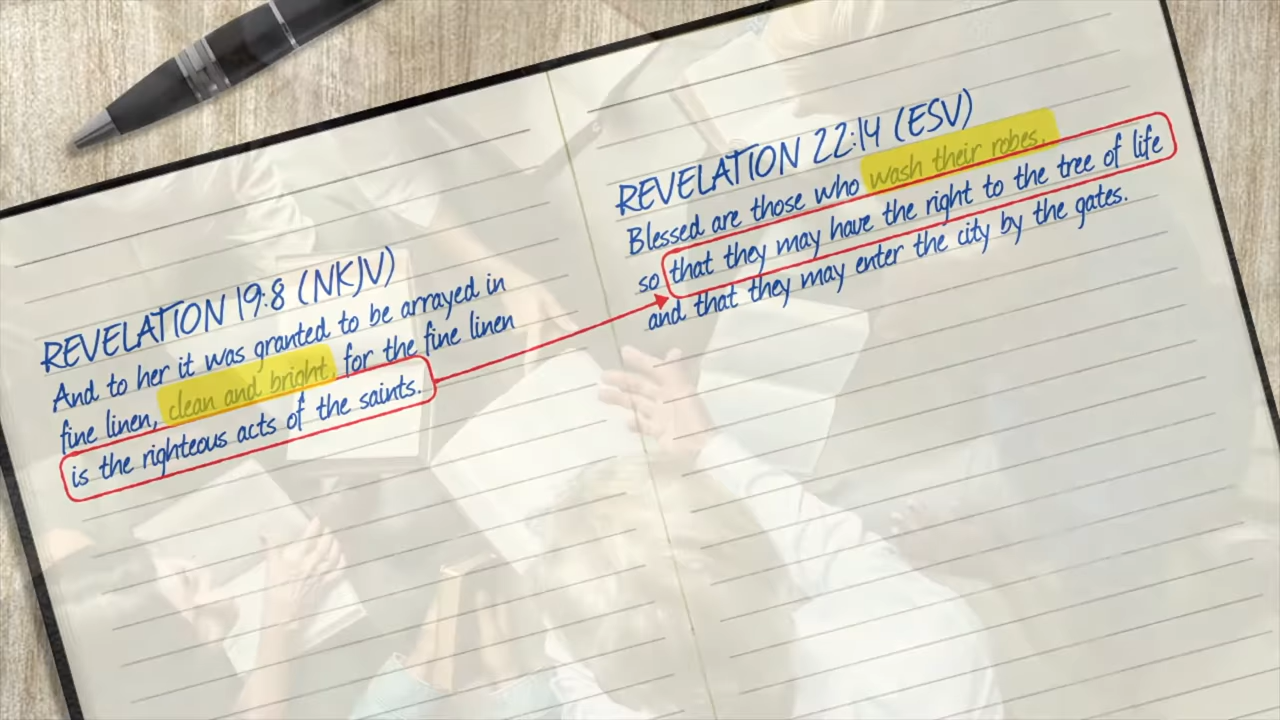 REVELATION 19:8 (NKJV)
And to her it was granted to be arrayed in
fine linen, clean and bright, for the fine linen
is the righteous acts of the saints.
REVELATION 22:14 (ESV)
Blessed are those who wash their robes,
so that they may have the right to the tree of life
and that they may enter the city by the gates.